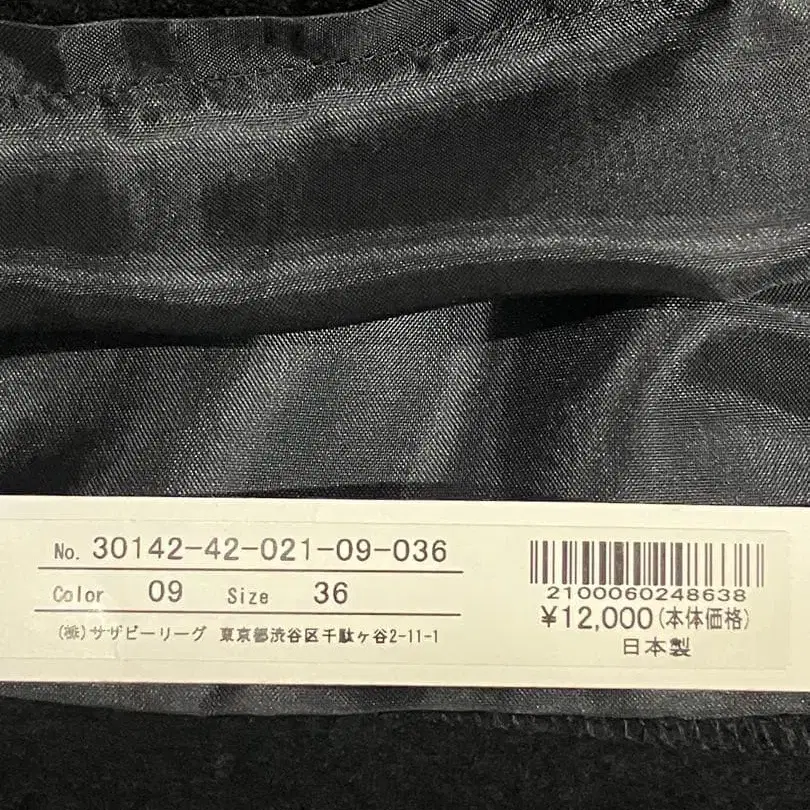 No. 30142-42-021-09-036
Color 09 Size 36
(株)サザビーリーグ 東京都渋谷区千駄ヶ谷2-11-1
2100060248638
¥12,000(本体価格)
日本製